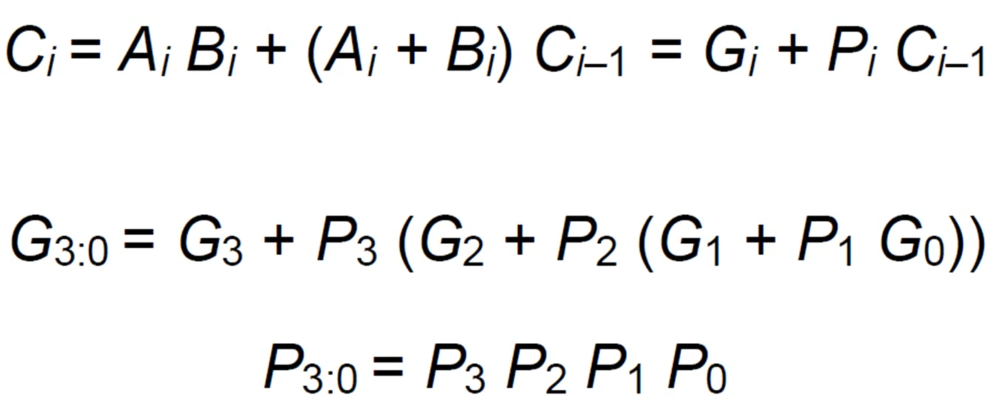 Cᵢ = Aᵢ Bᵢ + (Aᵢ + Bᵢ) Cᵢ₋₁ = Gᵢ + Pᵢ Cᵢ₋₁
G₃:₀ = G₃ + P₃ (G₂ + P₂ (G₁ + P₁ G₀))
P₃:₀ = P₃ P₂ P₁ P₀